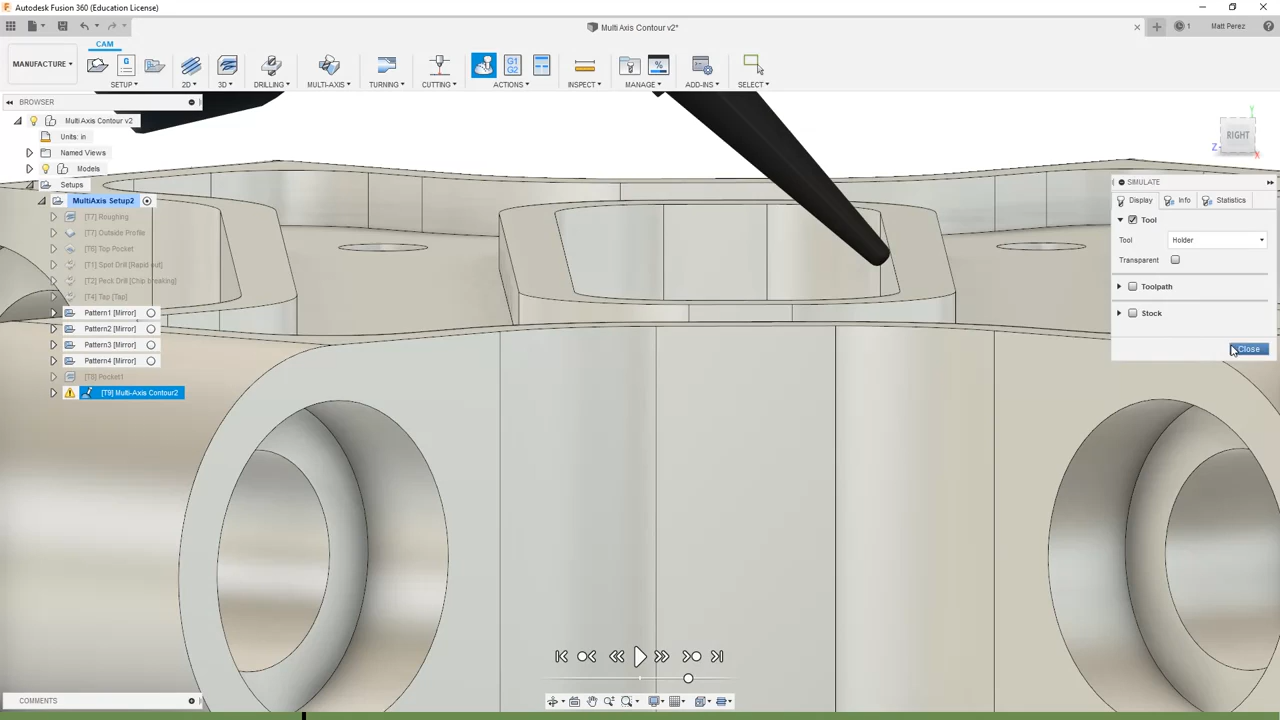 Autodesk Fusion 360 (Education License)
Multi Axis Contour v2*
1
Matt Perez
CAM
MANUFACTURE
G1
G2
SETUP
2D
3D
DRILLING
MULTI-AXIS
TURNING
CUTTING
ACTIONS
INSPECT
MANAGE
ADD-INS
SELECT
BROWSER
Multi Axis Contour v2
Units: in
Named Views
Models
Setups
MultiAxis Setup2
[T7] Roughing
[T7] Outside Profile
[T6] Top Pocket
[T1] Spot Drill [Rapid out]
[T2] Peck Drill [Chip breaking]
[T4] Tap [Tap]
Pattern1 [Mirror]
Pattern2 [Mirror]
Pattern3 [Mirror]
Pattern4 [Mirror]
[T8] Pocket1
[T9] Multi-Axis Contour2
Y
RIGHT
Z
X
SIMULATE
Display
Info
Statistics
Tool
Tool
Holder
Transparent
Toolpath
Stock
Close
COMMENTS